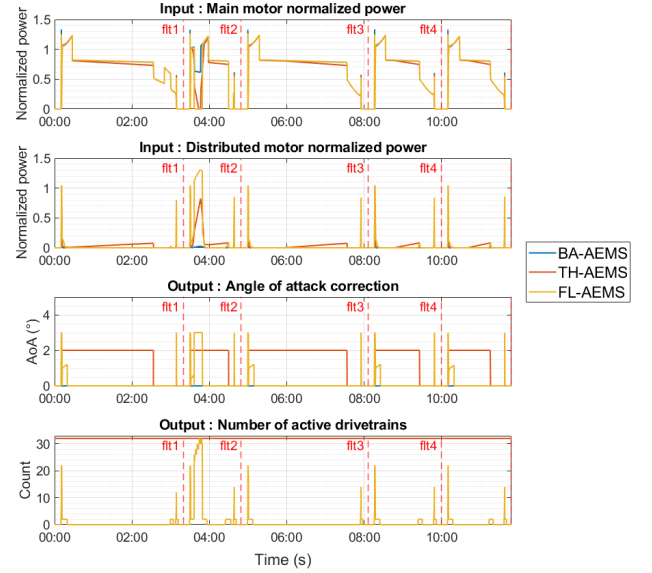 Input : Main motor normalized power
Normalized power
1.5
1
0.5
0
flt1
flt2
flt3
flt4
00:00
02:00
04:00
06:00
08:00
10:00
Input : Distributed motor normalized power
Normalized power
1.5
1
0.5
0
flt1
flt2
flt3
flt4
00:00
02:00
04:00
06:00
08:00
10:00
BA-AEMS
TH-AEMS
FL-AEMS
Output : Angle of attack correction
AoA (°)
4
2
0
flt1
flt2
flt3
flt4
00:00
02:00
04:00
06:00
08:00
10:00
Output : Number of active drivetrains
Count
30
20
10
0
flt1
flt2
flt3
flt4
00:00
02:00
04:00
06:00
08:00
10:00
Time (s)